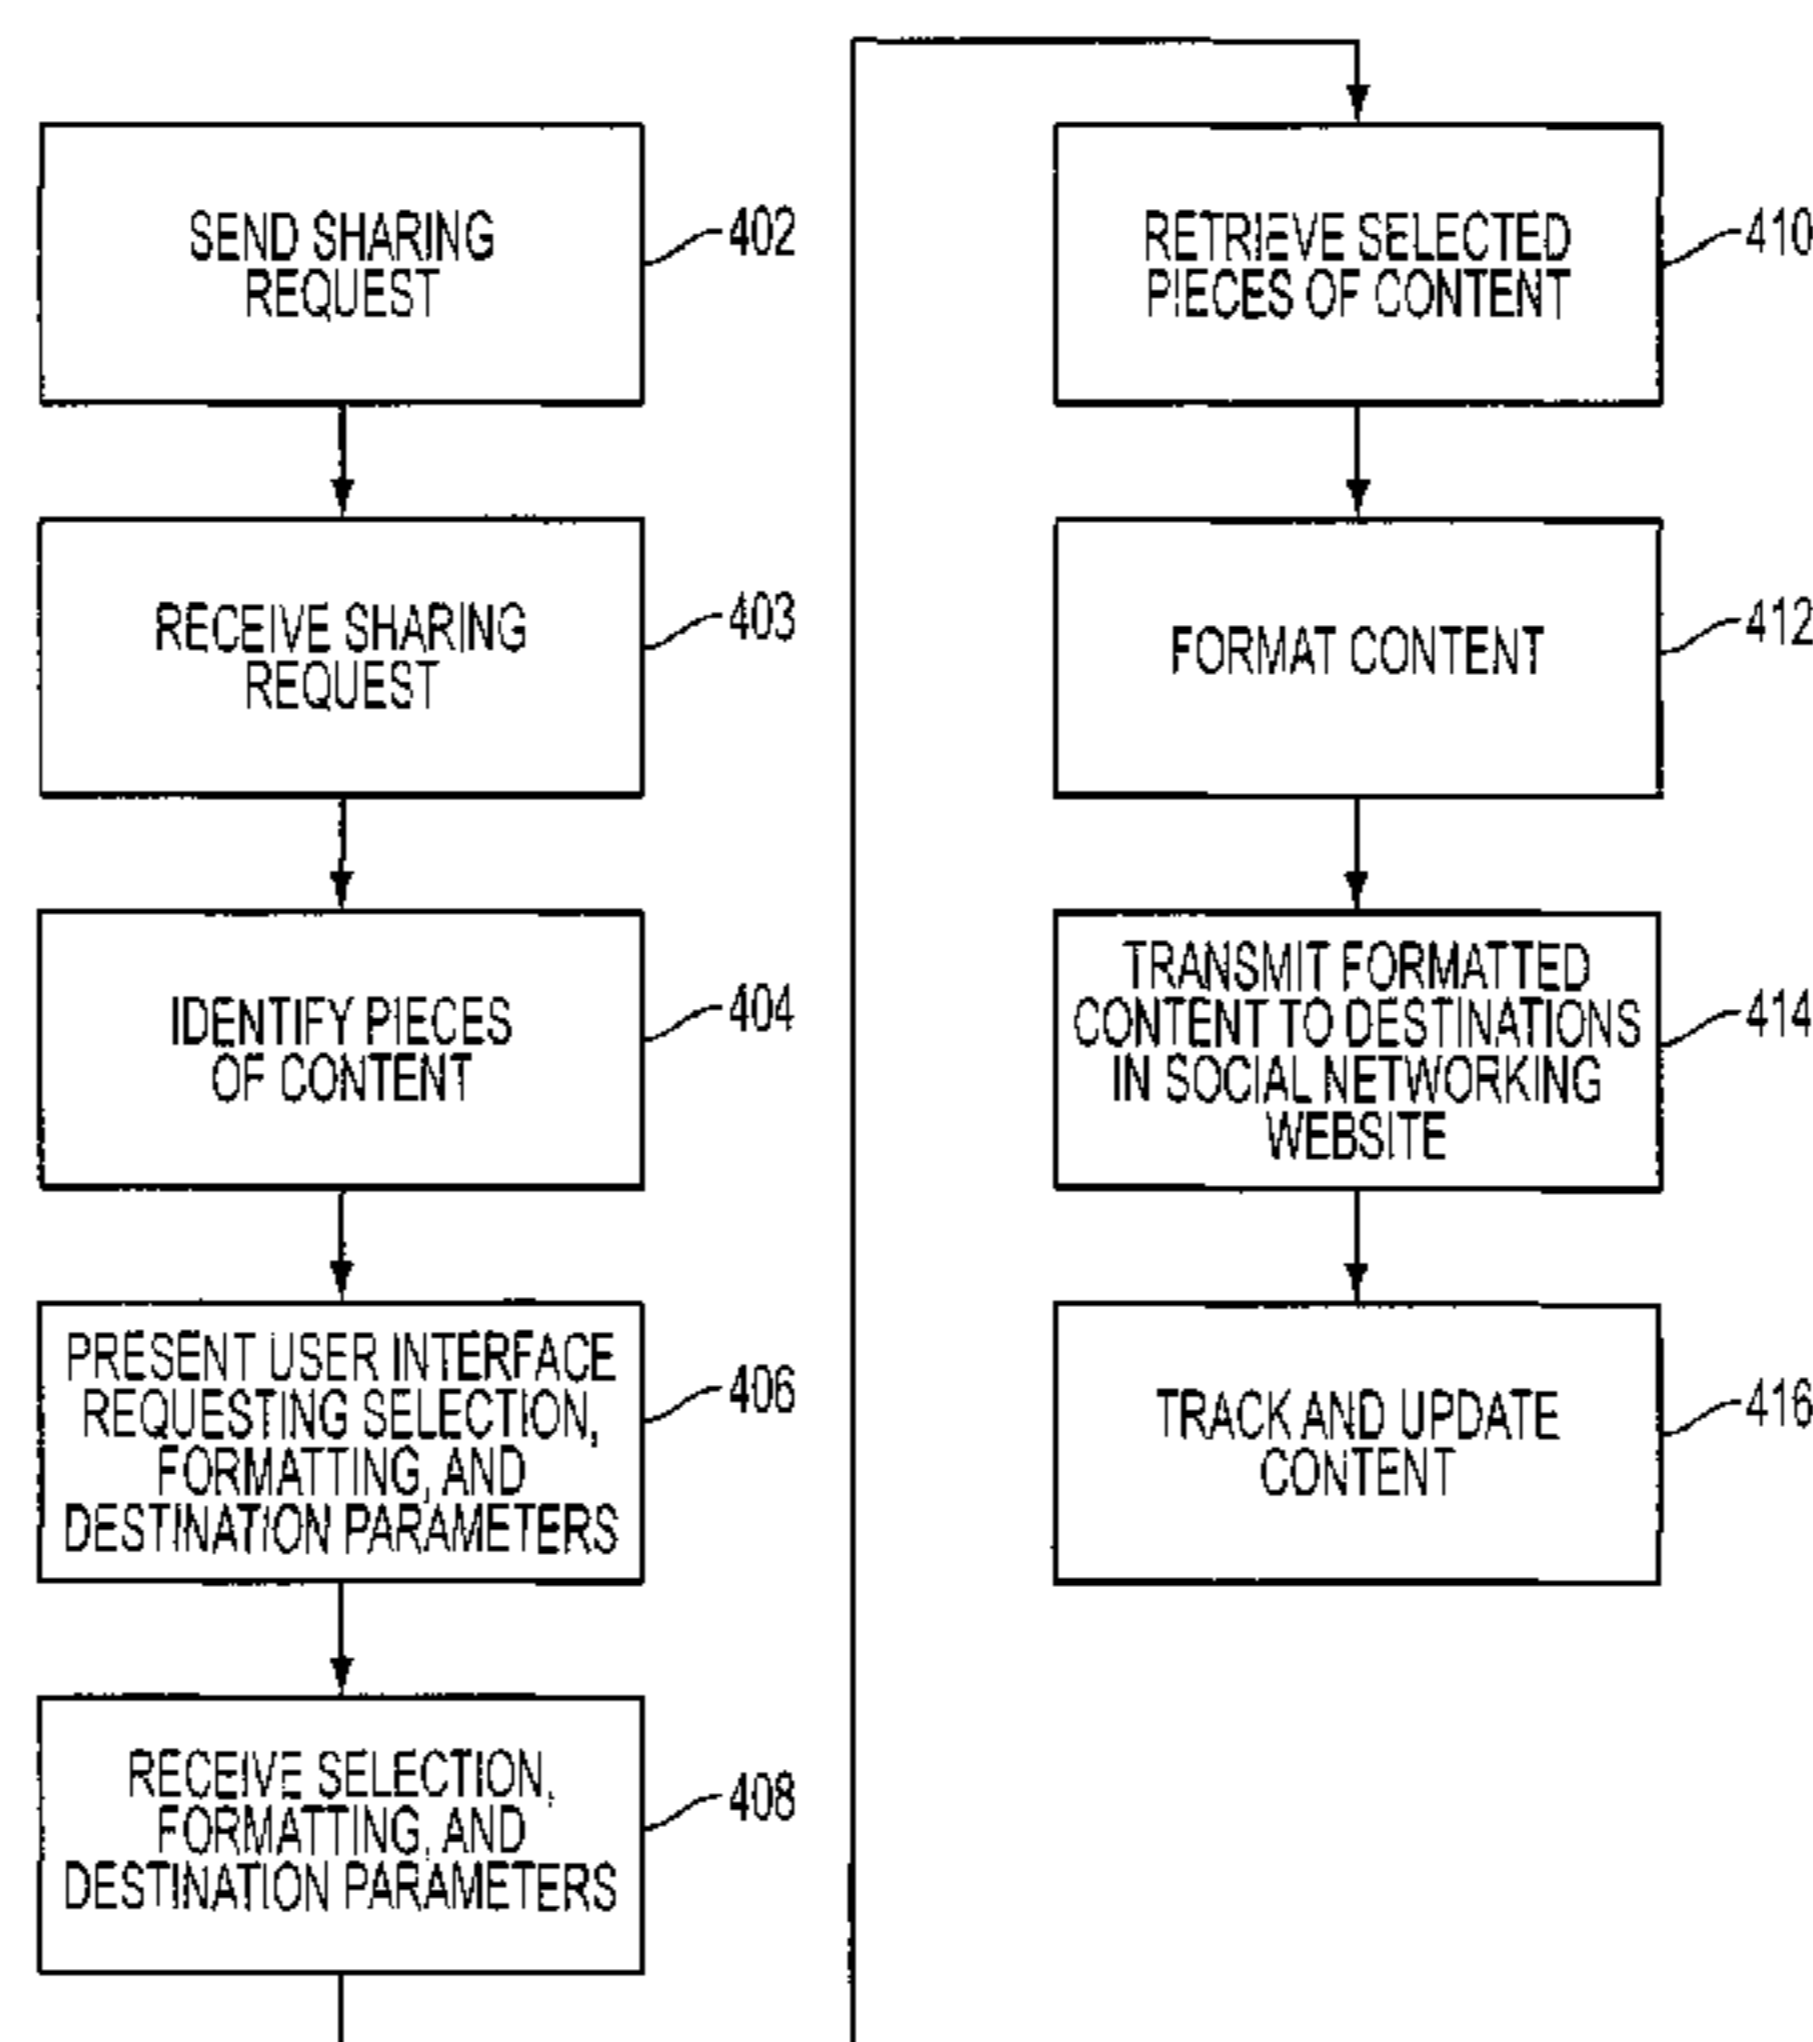 SEND SHARING
REQUEST
402
RECEIVE SHARING
REQUEST
403
IDENTIFY PIECES
OF CONTENT
404
PRESENT USER INTERFACE
REQUESTING SELECTION,
FORMATTING, AND
DESTINATION PARAMETERS
406
RECEIVE SELECTION,
FORMATTING, AND
DESTINATION PARAMETERS
408
RETRIEVE SELECTED
PIECES OF CONTENT
410
FORMAT CONTENT
412
TRANSMIT FORMATTED
CONTENT TO DESTINATIONS
IN SOCIAL NETWORKING
WEBSITE
414
TRACK AND UPDATE
CONTENT
416